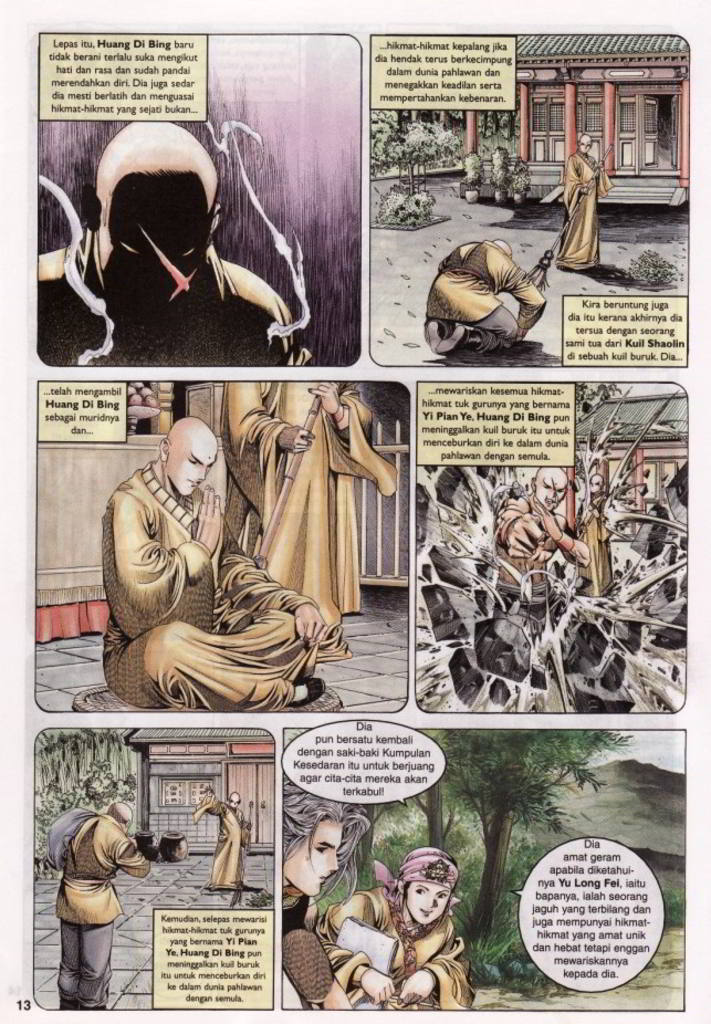 Lepas itu, Huang Di Bing baru
tidak berani terlalu suka mengikut
hati dan rasa dan sudah pandai
merendahkan diri. Dia juga sedar
dia mesti berlatih dan menguasai
hikmat-hikmat yang sejati bukan...
...hikmat-hikmat kepalang jika
dia hendak terus berkecimpung
dalam dunia pahlawan dan
menegakkan keadilan serta
mempertahankan kebenaran.
Kira beruntung juga
dia itu kerana akhirnya dia
tersua dengan seorang
sami tua dari Kuil Shaolin
di sebuah kuil buruk. Dia...
...telah mengambil
Huang Di Bing
sebagai muridnya
dan...
...mewariskan kesemua hikmat-
hikmat tuk gurunya yang bernama
Yi Pian Ye, Huang Di Bing pun
meninggalkan kuil buruk itu untuk
menceburkan diri ke dalam dunia
pahlawan dengan semula.
Kemudian, selepas mewarisi
hikmat-hikmat tuk gurunya
yang bernama Yi Pian
Ye, Huang Di Bing pun
meninggalkan kuil buruk
itu untuk menceburkan diri
ke dalam dunia pahlawan
dengan semula.
Dia
pun bersatu kembali
dengan saki-baki Kumpulan
Kesedaran itu untuk berjuang
agar cita-cita mereka akan
terkabul!
Dia
amat geram
apabila diketahui-
nya Yu Long Fei, iaitu
bapanya, ialah seorang
jaguh yang terbilang dan
juga mempunyai hikmat-
hikmat yang amat unik
dan hebat tetapi enggan
mewariskannya
kepada dia.
13